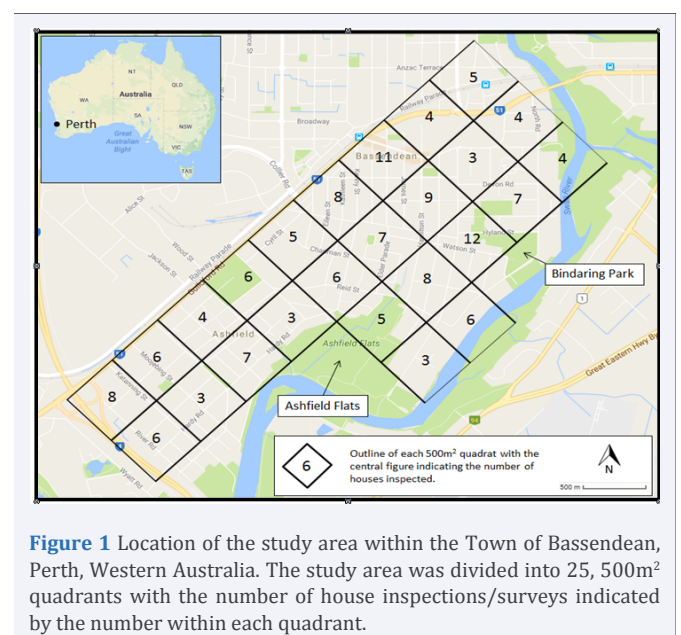 NT
QLD
WA
Australia
SA
Perth
NSW
Great
Australian
Bight
VIC
TAS
Anzac Terrace
5
Railway Parade
51
North Rd
4
4
Broadway
11
Bassendean
3
4
Collier Rd
8
9
Devon Rd
7
Swan River
Alice St
5
7
12
Hyland
Cyril St
Watson St
Wood St
Jackson St
Railway Parade
Guildford Rd
6
6
8
Bindaring Park
Reid St
1
4
3
5
6
Ashfield
Ashfield Flats
6
7
3
Great Eastern Hwy By
8
3
Ashfield Flats
6
River Rd
Wyatt Rd
6
Outline of each 500m² quadrat with the
central figure indicating the number of
houses inspected.
N
500 m
Figure 1 Location of the study area within the Town of Bassendean,
Perth, Western Australia. The study area was divided into 25, 500m²
quadrants with the number of house inspections/surveys indicated
by the number within each quadrant.